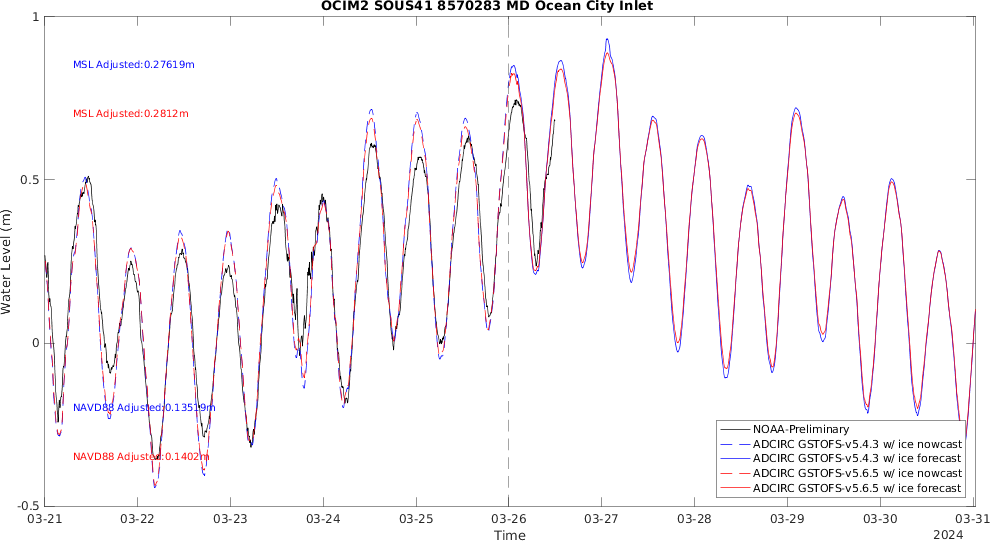 OCIM2 SOUS41 8570283 MD Ocean City Inlet
1
0.5
0
-0.5
Water Level (m)
MSL Adjusted:0.27619m
MSL Adjusted:0.2812m
NAVD88 Adjusted:0.13519m
NAVD88 Adjusted:0.1402m
NOAA-Preliminary
ADCIRC GSTOFS-v5.4.3 w/ ice nowcast
ADCIRC GSTOFS-v5.4.3 w/ ice forecast
ADCIRC GSTOFS-v5.6.5 w/ ice nowcast
ADCIRC GSTOFS-v5.6.5 w/ ice forecast
03-21 03-22 03-23 03-24 03-25 03-26 03-27 03-28 03-29 03-30 03-31
Time
2024